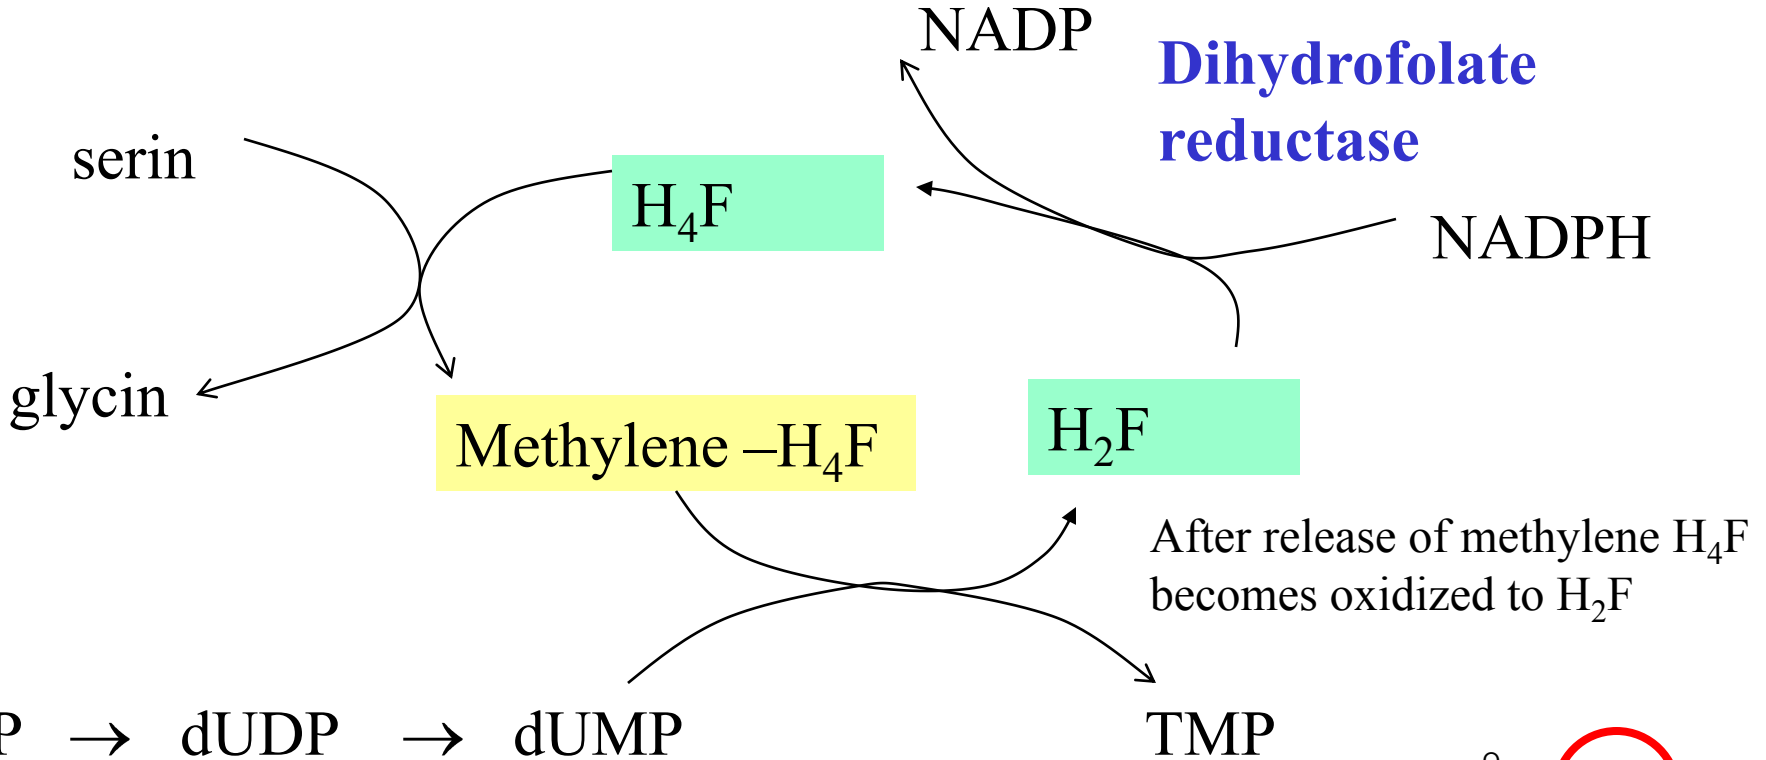 NADP
Dihydrofolate
reductase
serin
H₄F
NADPH
glycin
Methylene –H₄F
H₂F
After release of methylene H₄F
becomes oxidized to H₂F
P → dUDP → dUMP
TMP